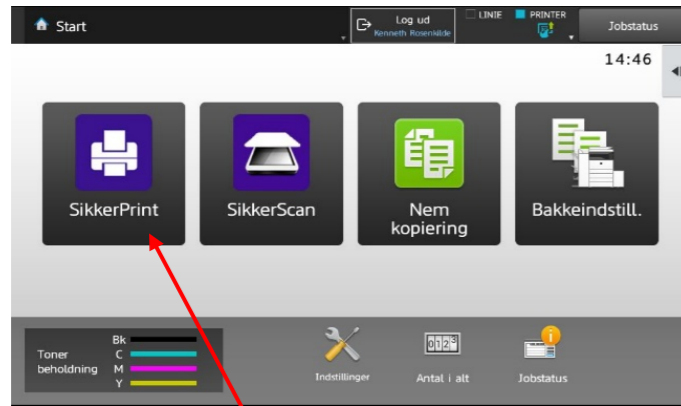 Start
Log ud
Kenneth Rosenkilde
LINIE
PRINTER
Jobstatus
14:46
SikkerPrint
SikkerScan
Nem
kopiering
Bakkeindstill.
Toner
beholdning
Bk
C
M
Y
Indstillinger
Antal i alt
Jobstatus